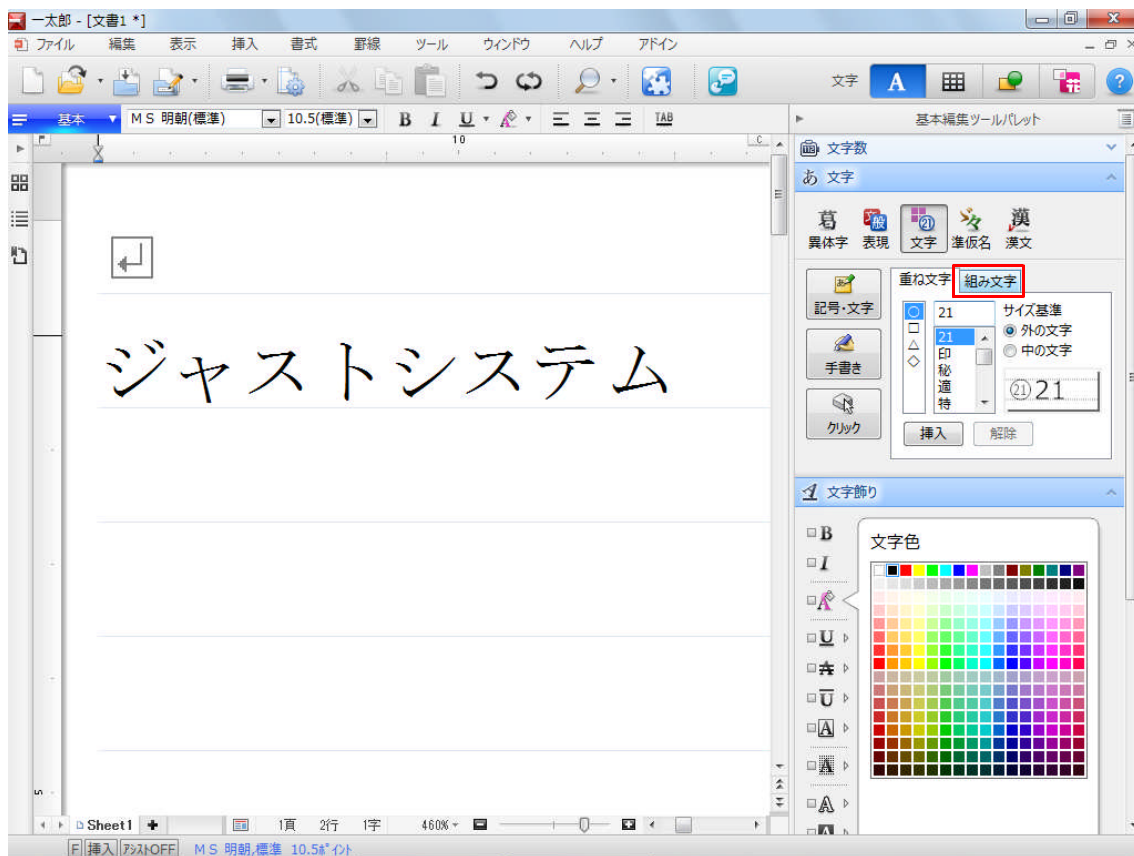 一太郎 - [文書1 *]
ファイル 編集 表示 挿入 書式 罫線 ツール ウィンドウ ヘルプ アドイン
文字 A ?
基本 ＭＳ 明朝(標準) 10.5(標準) B I U TAB
基本編集ツールパレット
10
C
文字数
あ 文字
葛 般 21 々 漢
異体字 表現 文字 準仮名 漢文
重ね文字 組み文字
記号・文字
手書き
クリック
○ □ △ ◇
21
21
印
秘
適
特
サイズ基準
外の文字
中の文字
㉑21
挿入 解除
ジャストシステム
文字飾り
B
I
A
U
A
U
A
A
A
A
文字色
5
Sheet1 1頁 2行 1字 460%
F 挿入 アシストOFF ＭＳ 明朝,標準 10.5ﾎﾟｲﾝﾄ